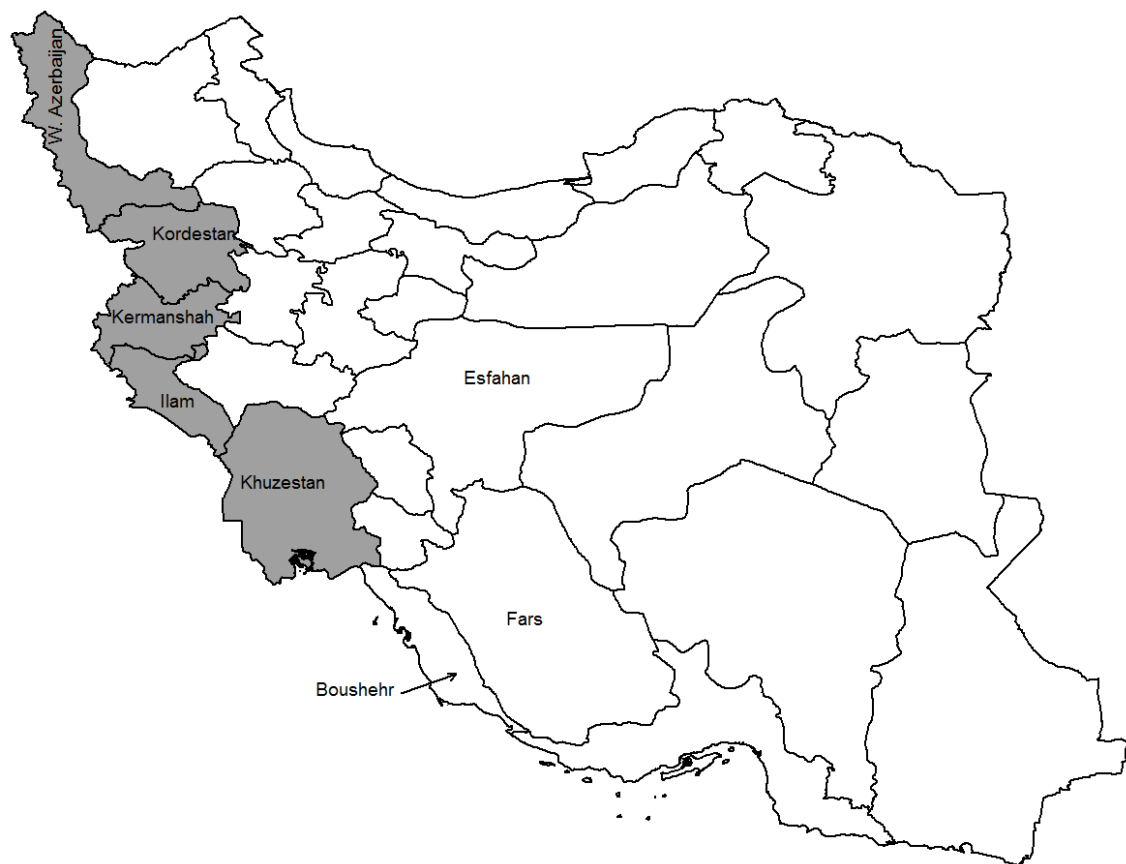 W. Azerbaijan
Kordestan
Kermanshah
Esfahan
Ilam
Khuzestan
Fars
Boushehr